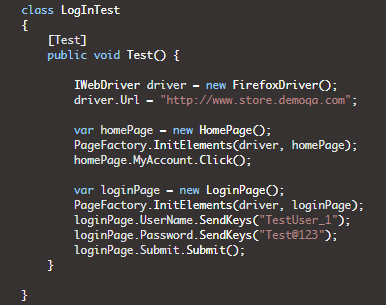 class LogInTest
{
[Test]
public void Test() {
IWebDriver driver = new FirefoxDriver();
driver.Url = "http://www.store.demoqa.com";
var homePage = new HomePage();
PageFactory.InitElements(driver, homePage);
homePage.MyAccount.Click();
var loginPage = new LoginPage();
PageFactory.InitElements(driver, loginPage);
loginPage.UserName.SendKeys("TestUser_1");
loginPage.Password.SendKeys("Test@123");
loginPage.Submit.Submit();
}
}